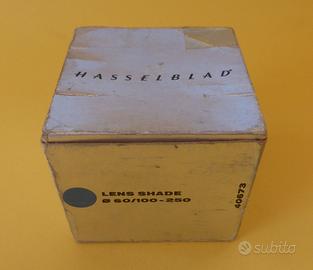 HASSELBLAD
LENS SHADE
Ø 60/100-250
40673
subito